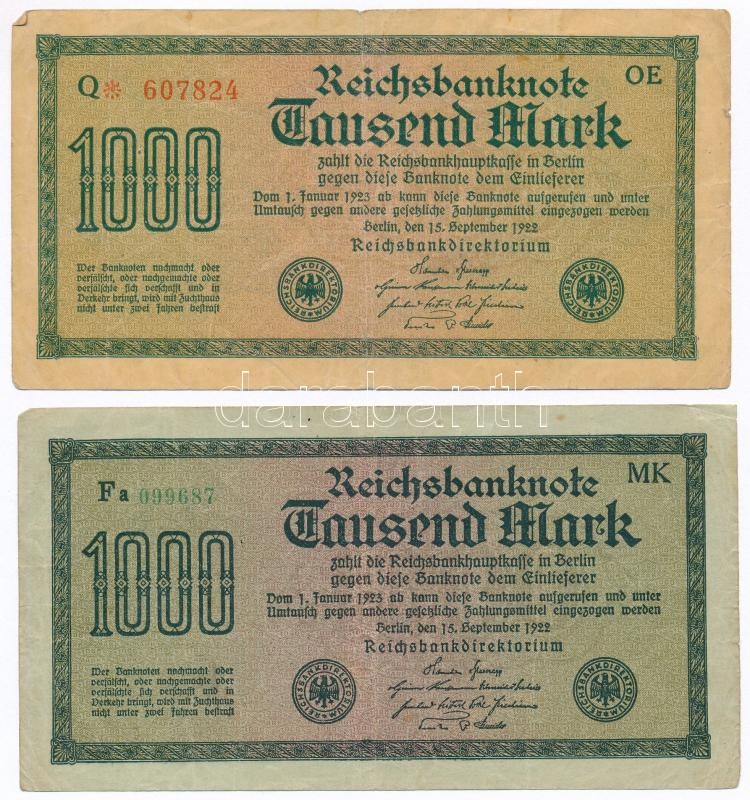 Q* 607824
OE
1000
Reichsbanknote
Tausend Mark
zahlt die Reichsbankhauptkasse in Berlin
gegen diese Banknote dem Einlieferer
Vom 1. Januar 1923 ab kann diese Banknote aufgerufen und unter
Umtausch gegen andere gesetzliche Zahlungsmittel eingezogen werden
Berlin, den 15. September 1922
Reichsbankdirektorium
Wer Banknoten nachmacht oder
verfälscht, oder nachgemachte oder
verfälschte sich verschafft und in
Verkehr bringt, wird mit Zuchthaus
nicht unter zwei Jahren bestraft
REICHSBANKDIREKTORIUM
REICHSBANKDIREKTORIUM
darabanth
Fa 099687
MK
1000
Reichsbanknote
Tausend Mark
zahlt die Reichsbankhauptkasse in Berlin
gegen diese Banknote dem Einlieferer
Vom 1. Januar 1923 ab kann diese Banknote aufgerufen und unter
Umtausch gegen andere gesetzliche Zahlungsmittel eingezogen werden
Berlin, den 15. September 1922
Reichsbankdirektorium
Wer Banknoten nachmacht oder
verfälscht, oder nachgemachte oder
verfälschte sich verschafft und in
Verkehr bringt, wird mit Zuchthaus
nicht unter zwei Jahren bestraft
REICHSBANKDIREKTORIUM
REICHSBANKDIREKTORIUM